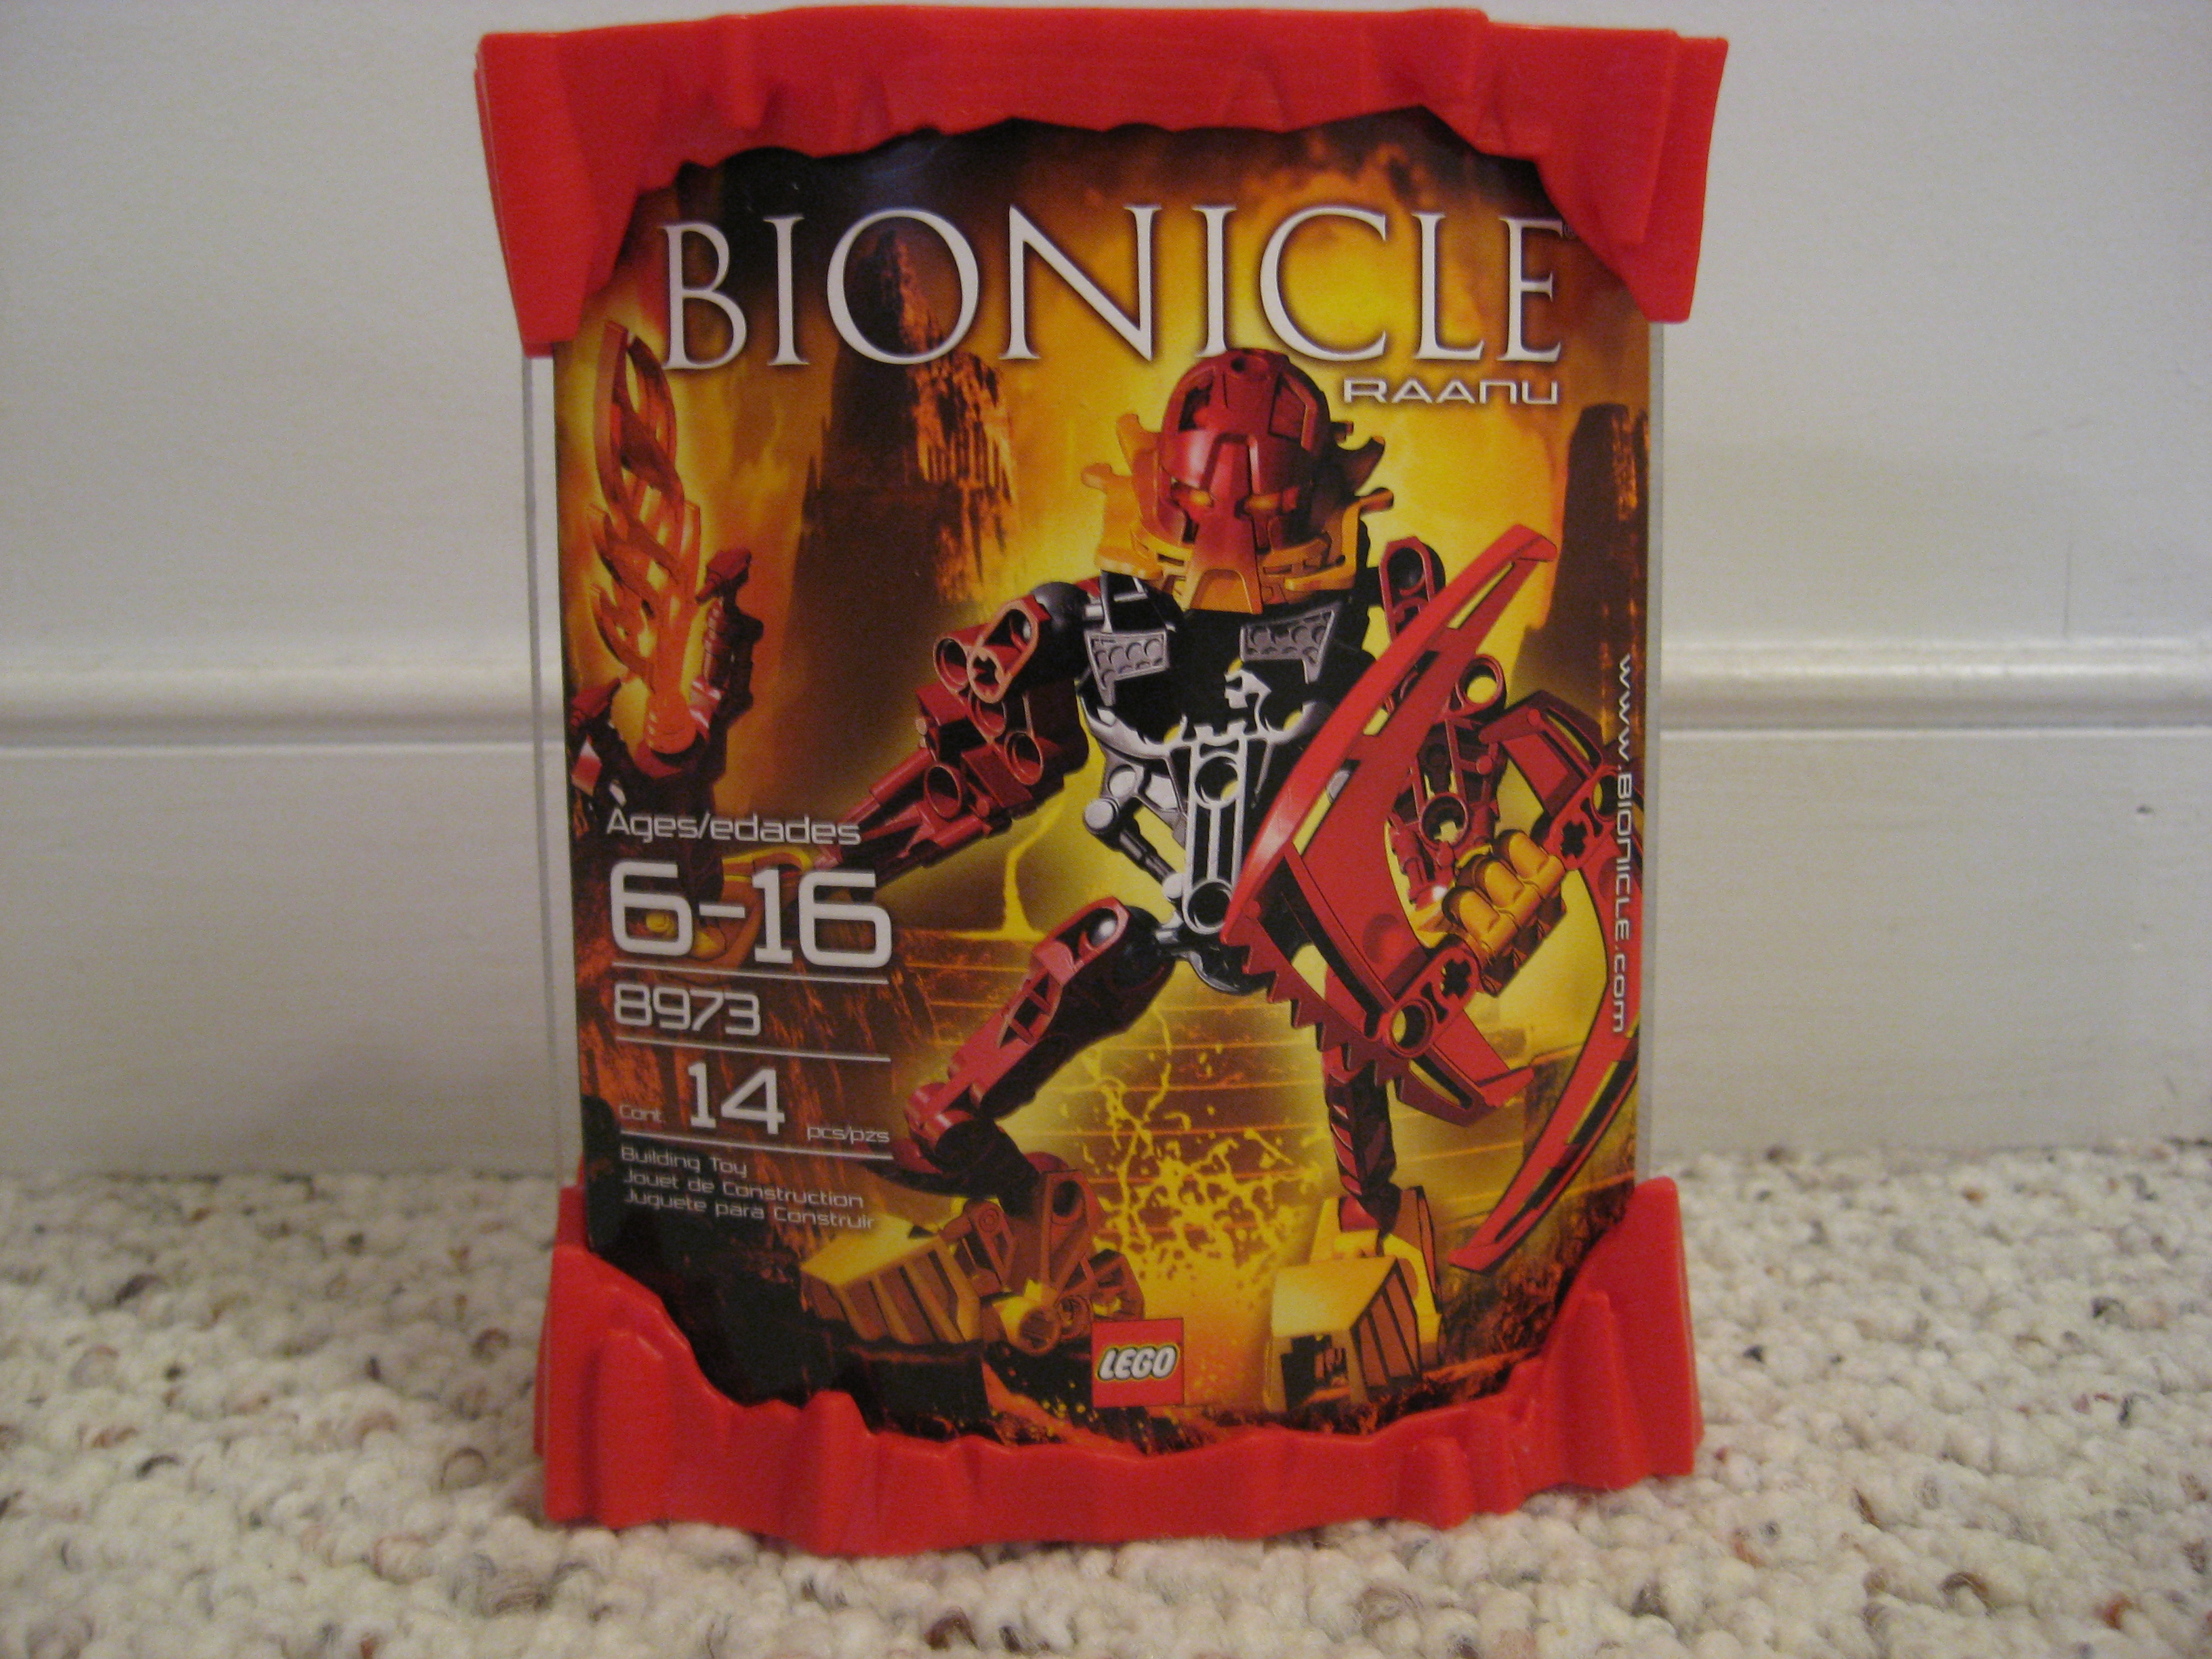 BIONICLE®
RAANU
Ages/edades
6-16
8973
Cont. 14 pcs/pzs
Building Toy
Jouet de Construction
Juguete para Construir
www.BIONICLE.com
LEGO